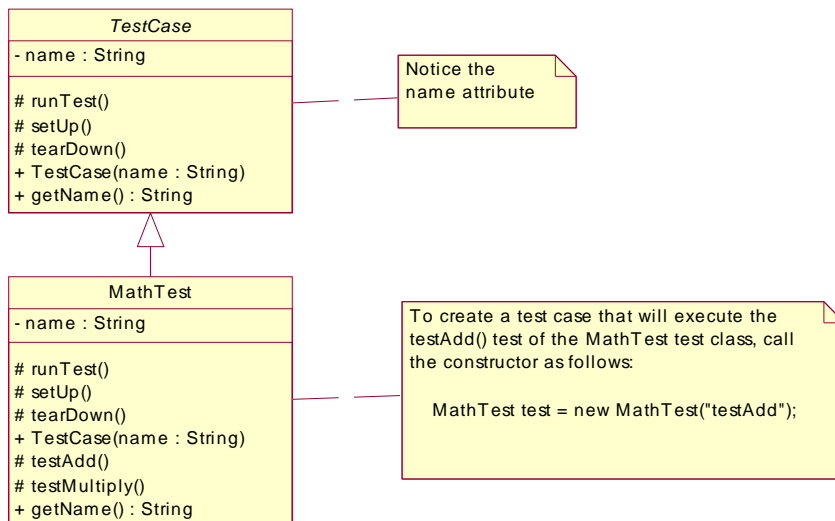 TestCase
- name : String
# runTest()
# setUp()
# tearDown()
+ TestCase(name : String)
+ getName() : String
Notice the
name attribute
MathTest
- name : String
# runTest()
# setUp()
# tearDown()
+ TestCase(name : String)
# testAdd()
# testMultiply()
+ getName() : String
To create a test case that will execute the
testAdd() test of the MathTest test class, call
the constructor as follows:
MathTest test = new MathTest("testAdd");